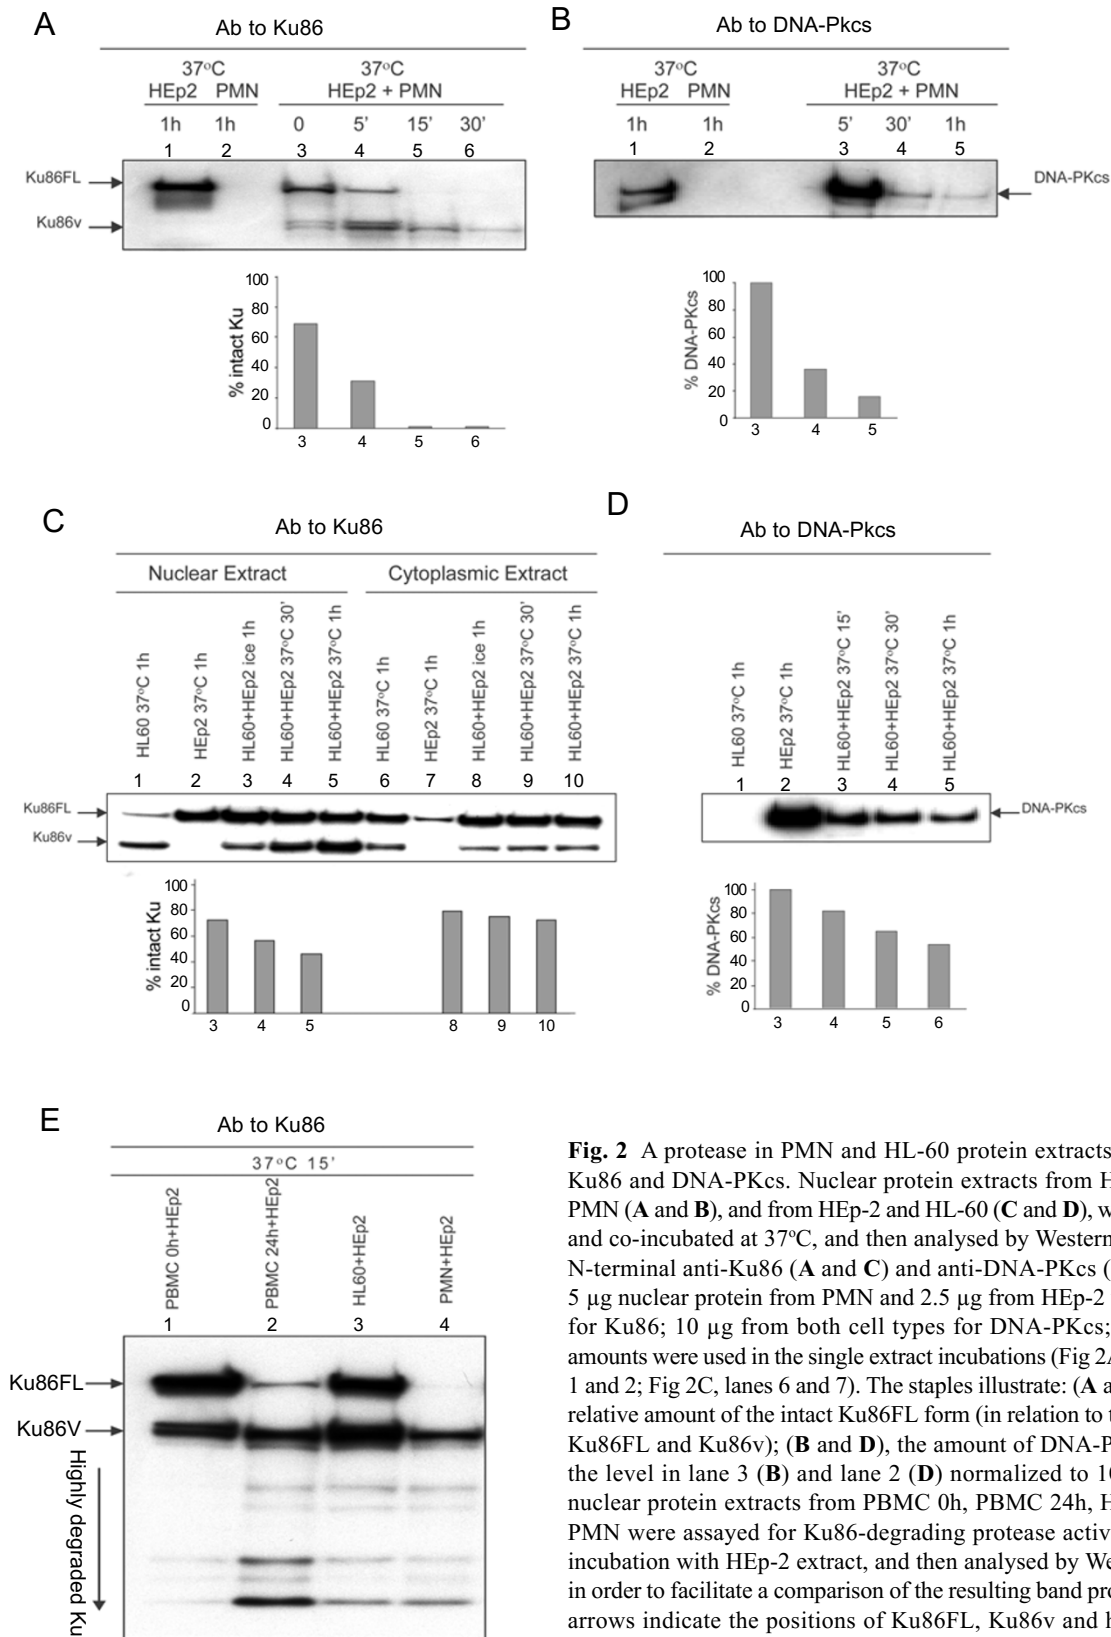 A
Ab to Ku86
37°C
37°C
HEp2 PMN
HEp2 + PMN
1h 1h 0 5' 15' 30'
1 2 3 4 5 6
Ku86FL
Ku86v
% intact Ku
100
80
60
40
20
0
3 4 5 6
B
Ab to DNA-Pkcs
37°C
37°C
HEp2 PMN
HEp2 + PMN
1h 1h 5' 30' 1h
1 2 3 4 5
DNA-PKcs
% DNA-PKcs
100
80
60
40
20
0
3 4 5
C
Ab to Ku86
Nuclear Extract Cytoplasmic Extract
HL60 37°C 1h
HEp2 37°C 1h
HL60+HEp2 ice 1h
HL60+HEp2 37°C 30'
HL60+HEp2 37°C 1h
HL60 37°C 1h
HEp2 37°C 1h
HL60+HEp2 ice 1h
HL60+HEp2 37°C 30'
HL60+HEp2 37°C 1h
1 2 3 4 5 6 7 8 9 10
Ku86FL
Ku86v
% intact Ku
100
80
60
40
20
0
3 4 5 8 9 10
D
Ab to DNA-Pkcs
HL60 37°C 1h
HEp2 37°C 1h
HL60+HEp2 37°C 15'
HL60+HEp2 37°C 30'
HL60+HEp2 37°C 1h
1 2 3 4 5
DNA-PKcs
% DNA-PKcs
100
80
60
40
20
0
3 4 5 6
E
Ab to Ku86
37°C 15'
PBMC 0h+HEp2
PBMC 24h+HEp2
HL60+HEp2
PMN+HEp2
1 2 3 4
Ku86FL
Ku86V
Highly degraded Ku
Fig. 2 A protease in PMN and HL-60 protein extracts
Ku86 and DNA-PKcs. Nuclear protein extracts from H
PMN (A and B), and from HEp-2 and HL-60 (C and D), w
and co-incubated at 37°C, and then analysed by Western
N-terminal anti-Ku86 (A and C) and anti-DNA-PKcs (
5 µg nuclear protein from PMN and 2.5 µg from HEp-2
for Ku86; 10 µg from both cell types for DNA-PKcs;
amounts were used in the single extract incubations (Fig 2A
1 and 2; Fig 2C, lanes 6 and 7). The staples illustrate: (A a
relative amount of the intact Ku86FL form (in relation to t
Ku86FL and Ku86v); (B and D), the amount of DNA-P
the level in lane 3 (B) and lane 2 (D) normalized to 10
nuclear protein extracts from PBMC 0h, PBMC 24h, H
PMN were assayed for Ku86-degrading protease activ
incubation with HEp-2 extract, and then analysed by We
in order to facilitate a comparison of the resulting band pro
arrows indicate the positions of Ku86FL, Ku86v and h